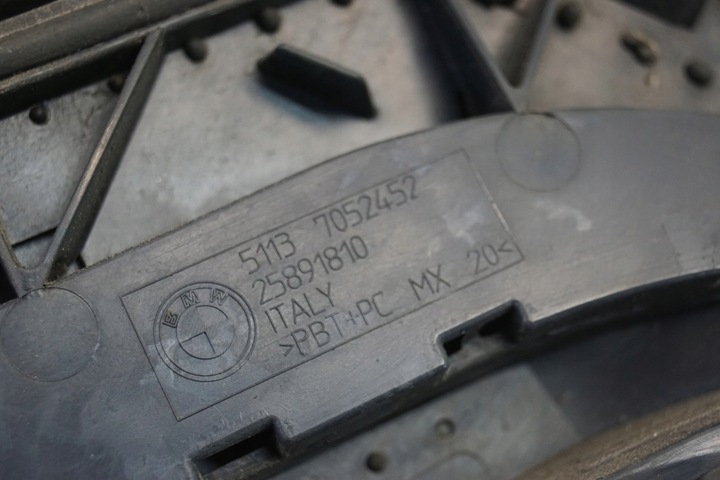 5113 7052452
25891810
ITALY
>PBT+PC MX 20<
BMW